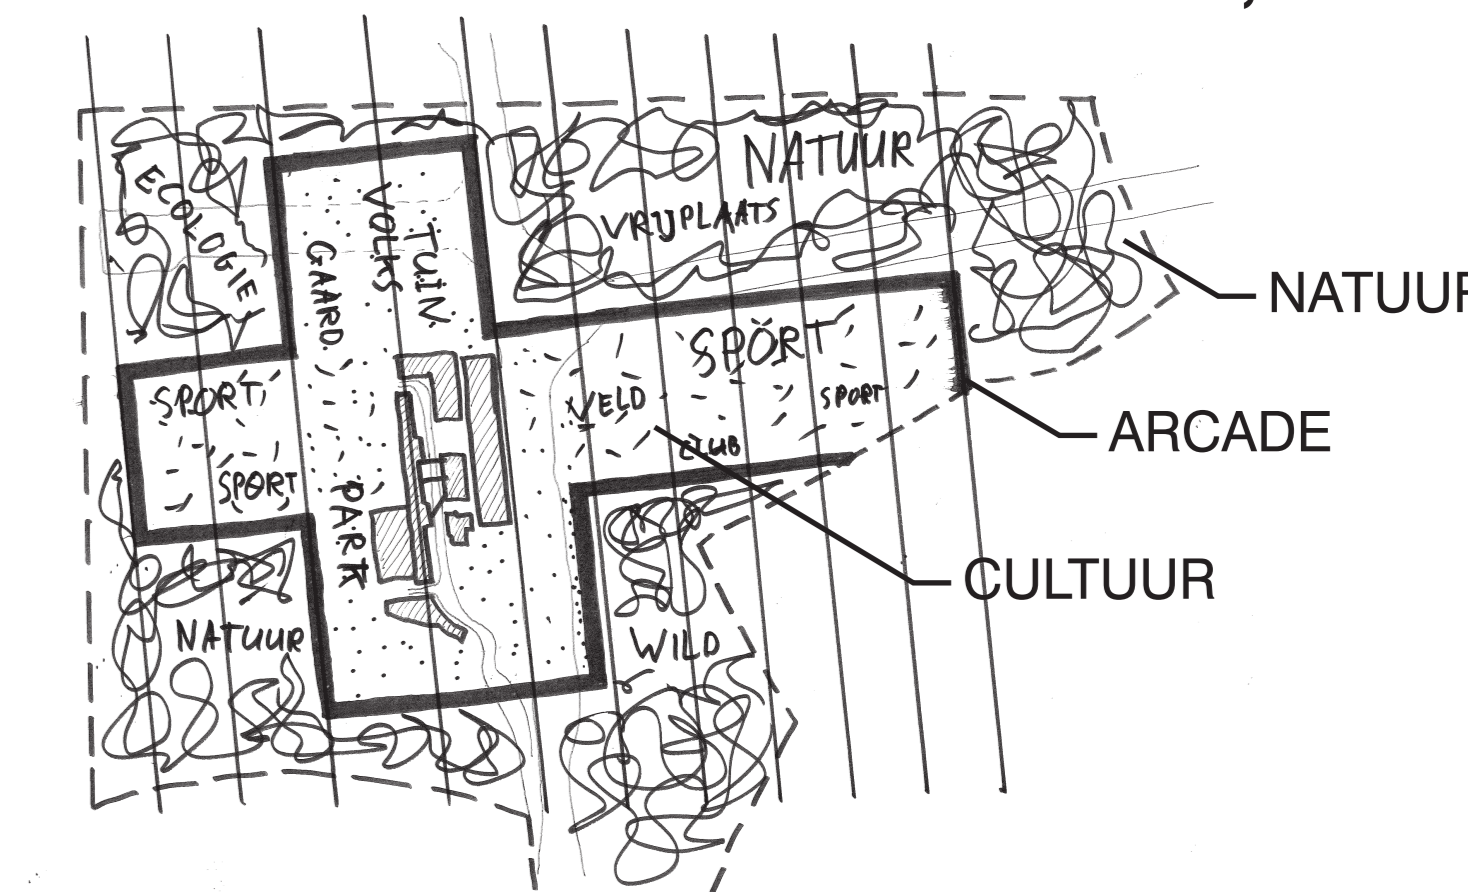 NATUUR
ECOLOGIE
VRIJPLAATS
VOLKS
TUIN
GAARD
NATUUR
SPORT
SPORT
VELD
SPORT
CLUB
SPORT
ARCADE
SPORT
PARK
CULTUUR
NATUUR
WILD